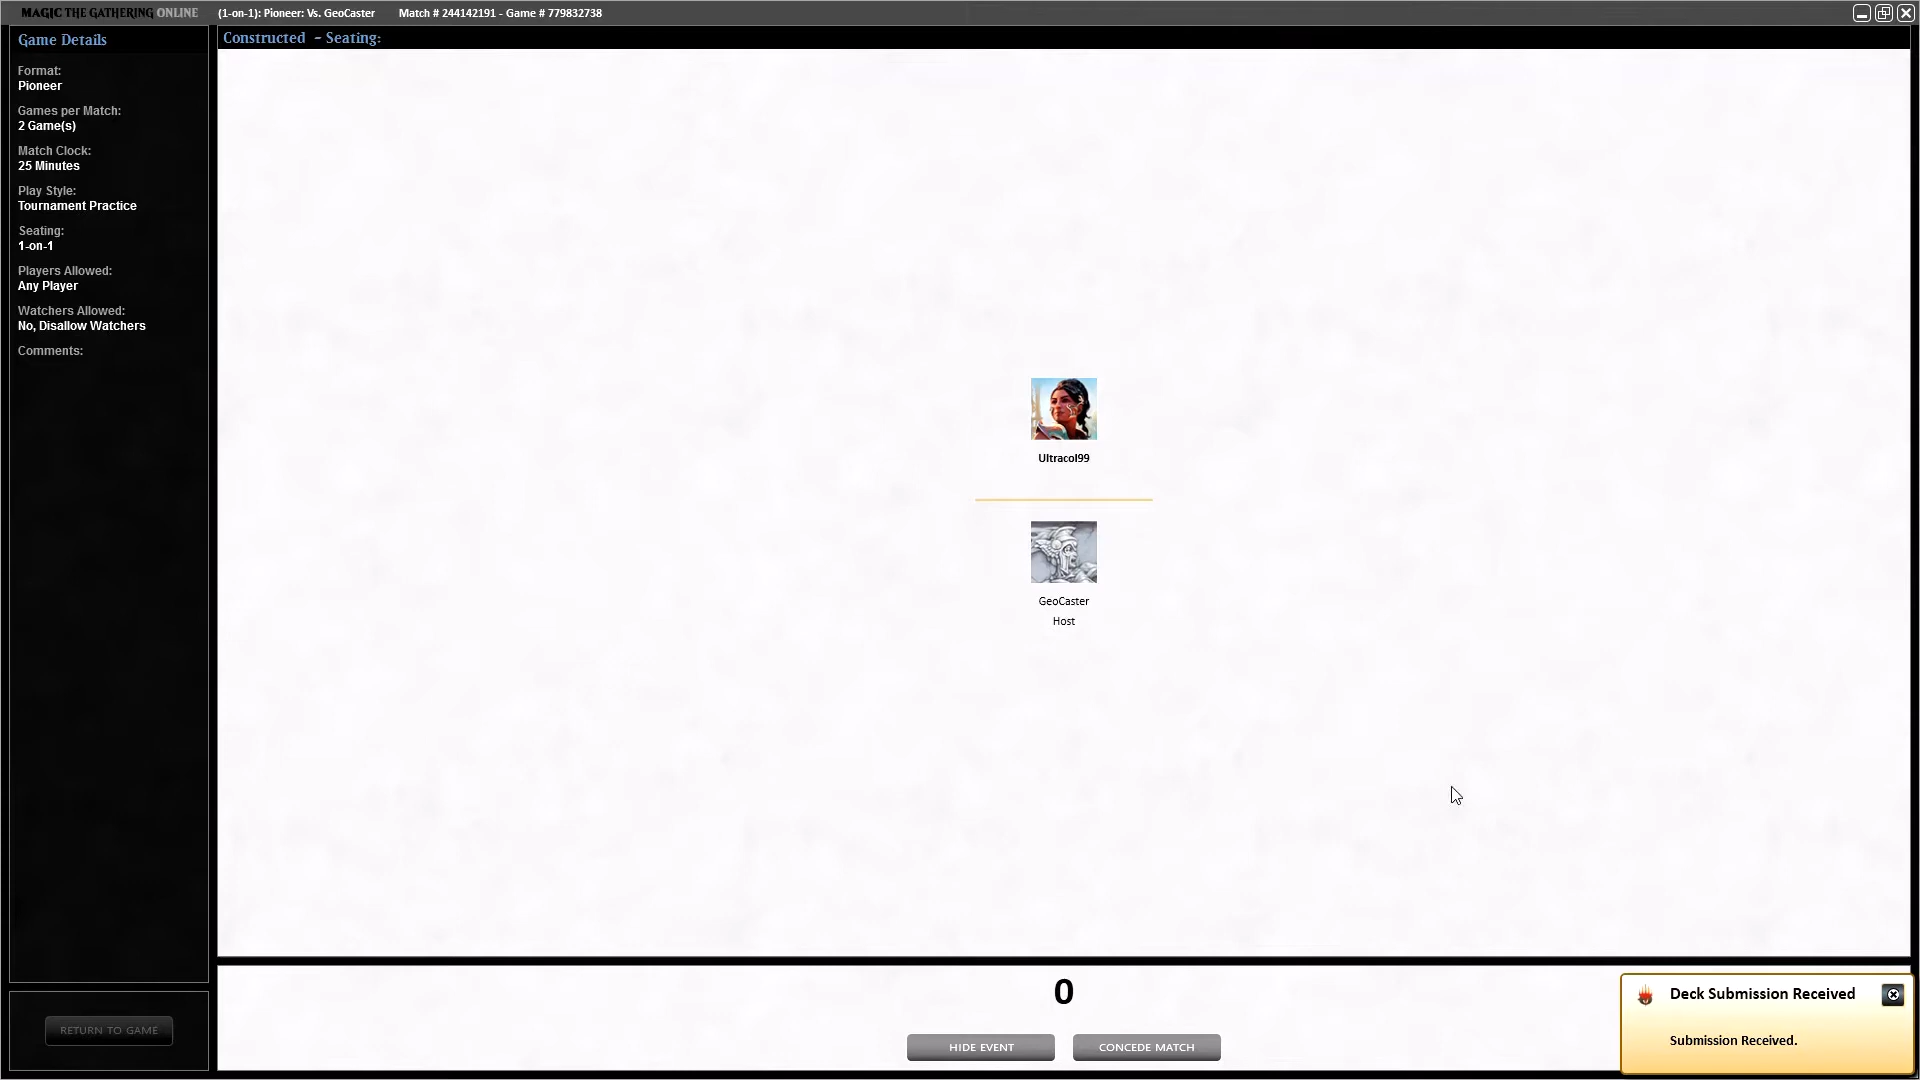 MAGIC THE GATHERING ONLINE (1-on-1): Pioneer: Vs. GeoCaster Match # 244142191 - Game # 779832738
Game Details
Format:
Pioneer
Games per Match:
2 Game(s)
Match Clock:
25 Minutes
Play Style:
Tournament Practice
Seating:
1-on-1
Players Allowed:
Any Player
Watchers Allowed:
No, Disallow Watchers
Comments:
RETURN TO GAME
Constructed - Seating:
Ultracol99
GeoCaster
Host
0
HIDE EVENT CONCEDE MATCH
Deck Submission Received
Submission Received.